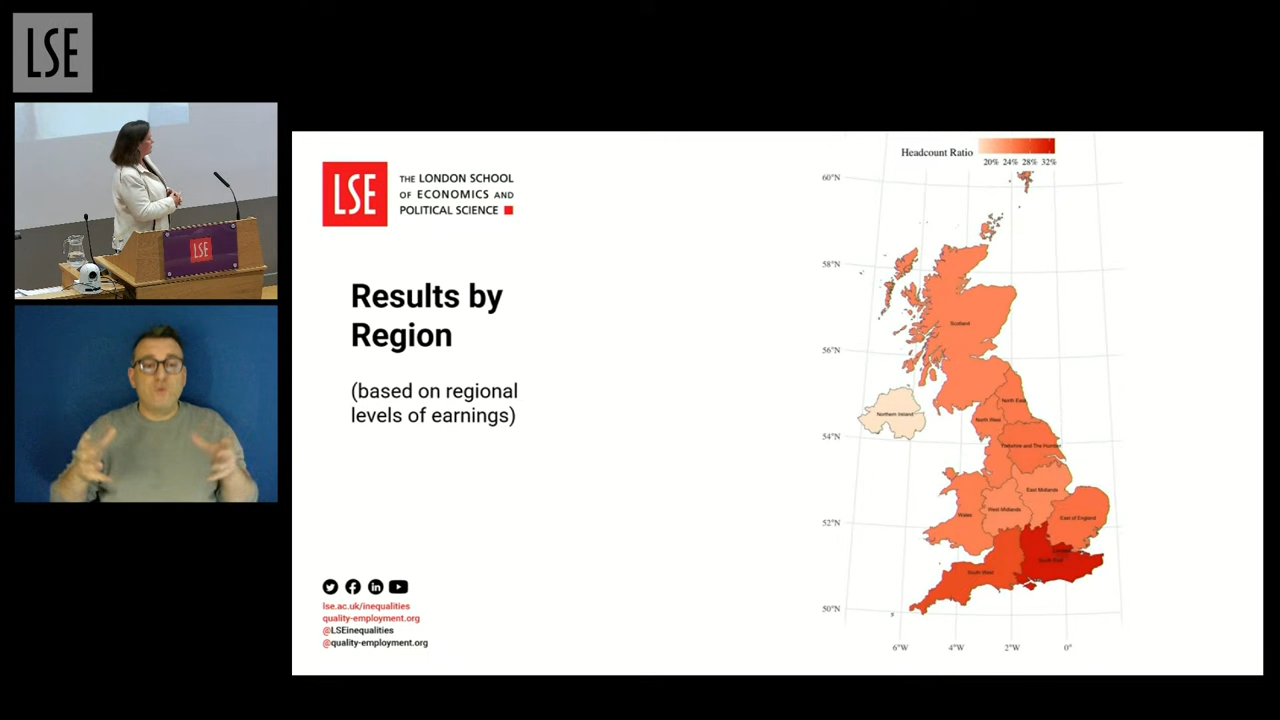 LSE
LSE
LSE
THE LONDON SCHOOL
OF ECONOMICS AND
POLITICAL SCIENCE
Results by
Region
(based on regional
levels of earnings)
lse.ac.uk/inequalities
quality-employment.org
@LSEinequalities
@quality-employment.org
Headcount Ratio
20% 24% 28% 32%
60°N
58°N
56°N
54°N
52°N
50°N
6°W 4°W 2°W 0°
Scotland
Northern Ireland
North East
North West
Yorkshire and The Humber
East Midlands
West Midlands
Wales
East of England
London
South East
South West